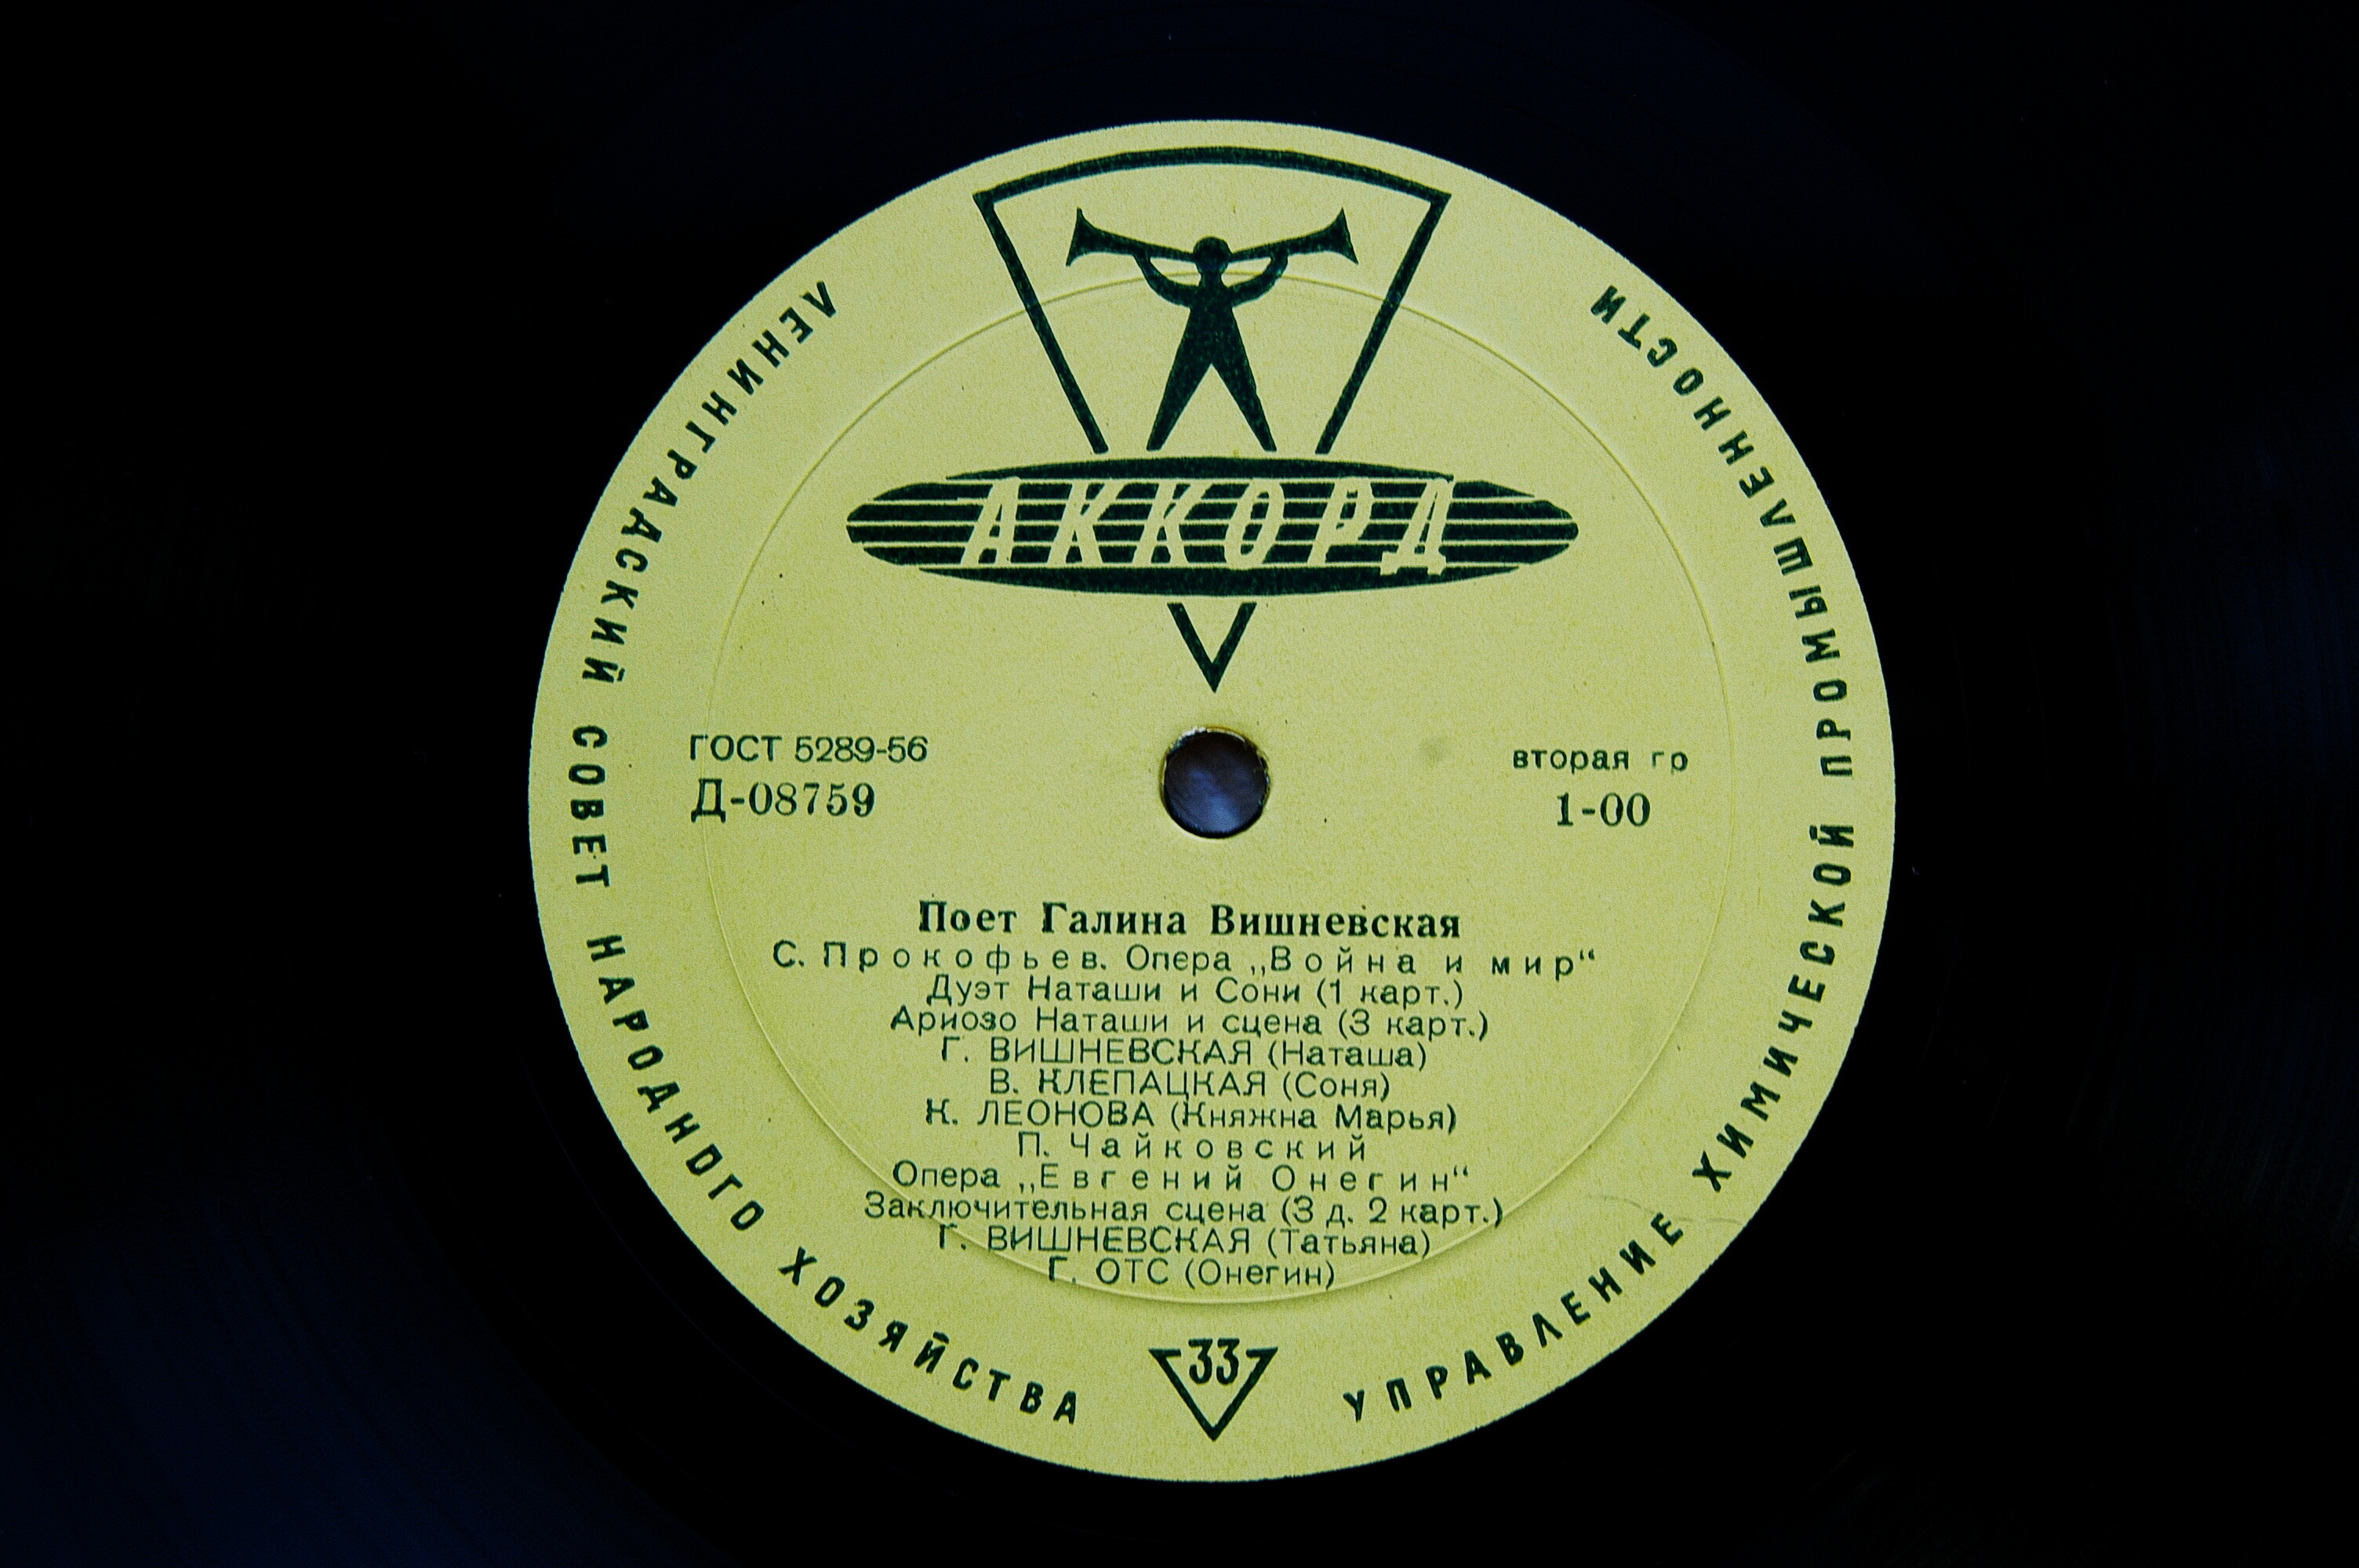 АККОРД
ЛЕНИНГРАДСКИЙ СОВЕТ НАРОДНОГО ХОЗЯЙСТВА
УПРАВЛЕНИЕ ХИМИЧЕСКОЙ ПРОМЫШЛЕННОСТИ
ГОСТ 5289-56
Д-08759
вторая гр
1-00
Поет Галина Вишневская
С. Прокофьев. Опера „Война и мир“
Дуэт Наташи и Сони (1 карт.)
Ариозо Наташи и сцена (3 карт.)
Г. ВИШНЕВСКАЯ (Наташа)
В. КЛЕПАЦКАЯ (Соня)
К. ЛЕОНОВА (Княжна Марья)
П. Чайковский
Опера „Евгений Онегин“
Заключительная сцена (3 д. 2 карт.)
Г. ВИШНЕВСКАЯ (Татьяна)
Г. ОТС (Онегин)
33